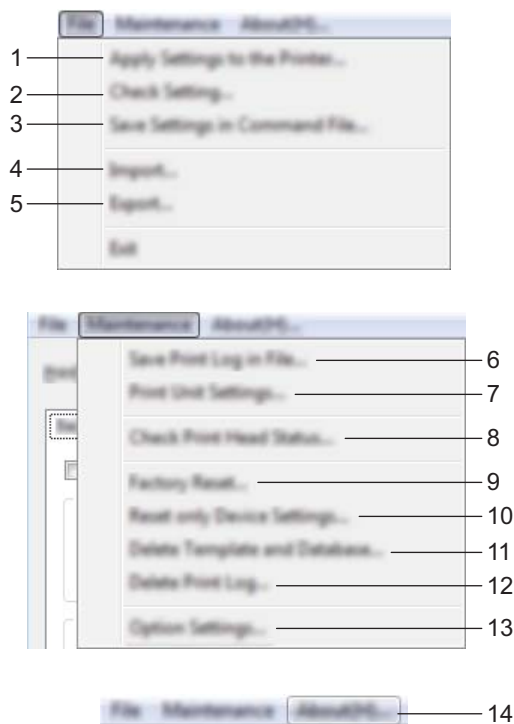 File Maintenance About(H)...
1 Apply Settings to the Printer...
2 Check Setting...
3 Save Settings in Command File...
4 Import...
5 Export...
Exit
File Maintenance About(H)...
Save Print Log in File... 6
Print Unit Settings... 7
Check Print Head Status... 8
Factory Reset... 9
Reset only Device Settings... 10
Delete Template and Database... 11
Delete Print Log... 12
Option Settings... 13
File Maintenance About(H)... 14